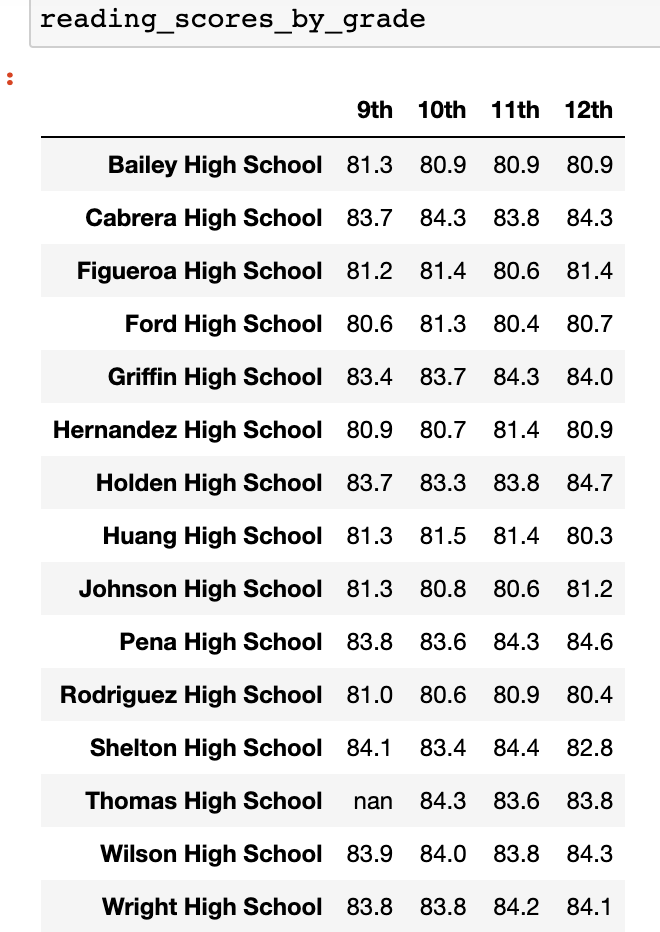 reading_scores_by_grade
:
9th 10th 11th 12th
Bailey High School 81.3 80.9 80.9 80.9
Cabrera High School 83.7 84.3 83.8 84.3
Figueroa High School 81.2 81.4 80.6 81.4
Ford High School 80.6 81.3 80.4 80.7
Griffin High School 83.4 83.7 84.3 84.0
Hernandez High School 80.9 80.7 81.4 80.9
Holden High School 83.7 83.3 83.8 84.7
Huang High School 81.3 81.5 81.4 80.3
Johnson High School 81.3 80.8 80.6 81.2
Pena High School 83.8 83.6 84.3 84.6
Rodriguez High School 81.0 80.6 80.9 80.4
Shelton High School 84.1 83.4 84.4 82.8
Thomas High School nan 84.3 83.6 83.8
Wilson High School 83.9 84.0 83.8 84.3
Wright High School 83.8 83.8 84.2 84.1